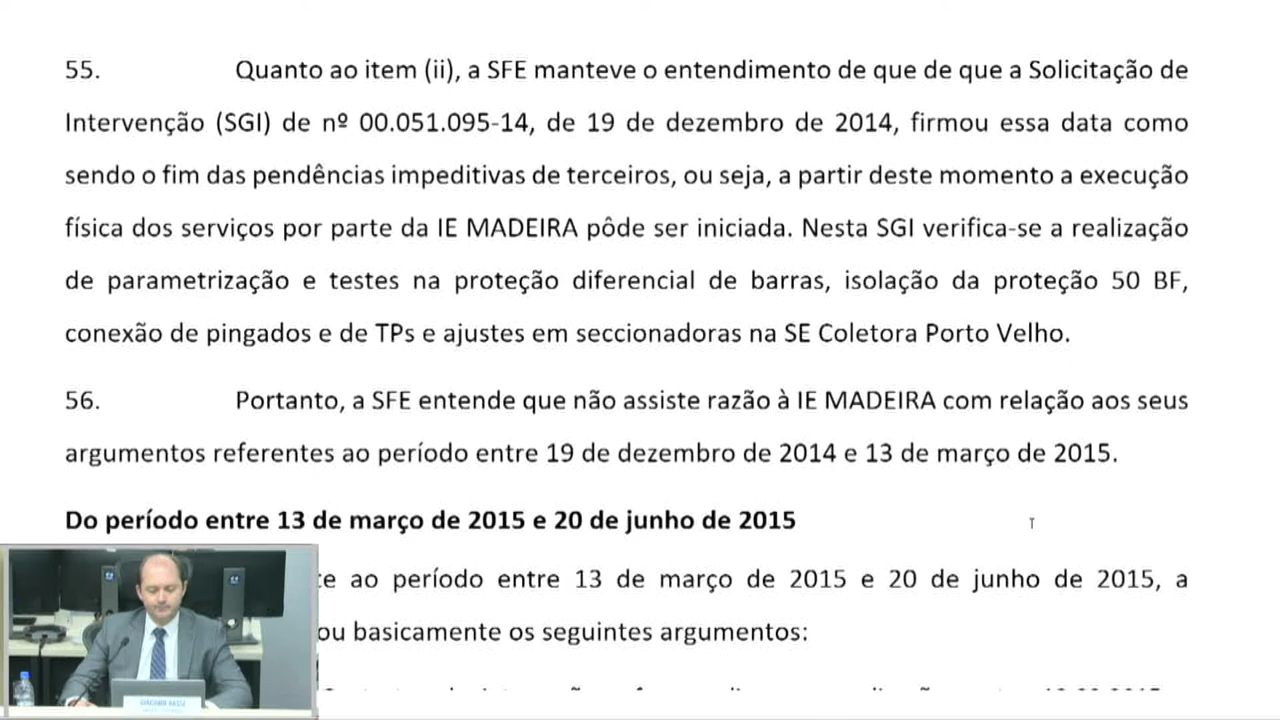 55. Quanto ao item (ii), a SFE manteve o entendimento de que de que a Solicitação de
Intervenção (SGI) de nº 00.051.095-14, de 19 de dezembro de 2014, firmou essa data como
sendo o fim das pendências impeditivas de terceiros, ou seja, a partir deste momento a execução
física dos serviços por parte da IE MADEIRA pôde ser iniciada. Nesta SGI verifica-se a realização
de parametrização e testes na proteção diferencial de barras, isolação da proteção 50 BF,
conexão de pingados e de TPs e ajustes em seccionadoras na SE Coletora Porto Velho.
56. Portanto, a SFE entende que não assiste razão à IE MADEIRA com relação aos seus
argumentos referentes ao período entre 19 de dezembro de 2014 e 13 de março de 2015.
Do período entre 13 de março de 2015 e 20 de junho de 2015
te ao período entre 13 de março de 2015 e 20 de junho de 2015, a
ou basicamente os seguintes argumentos: